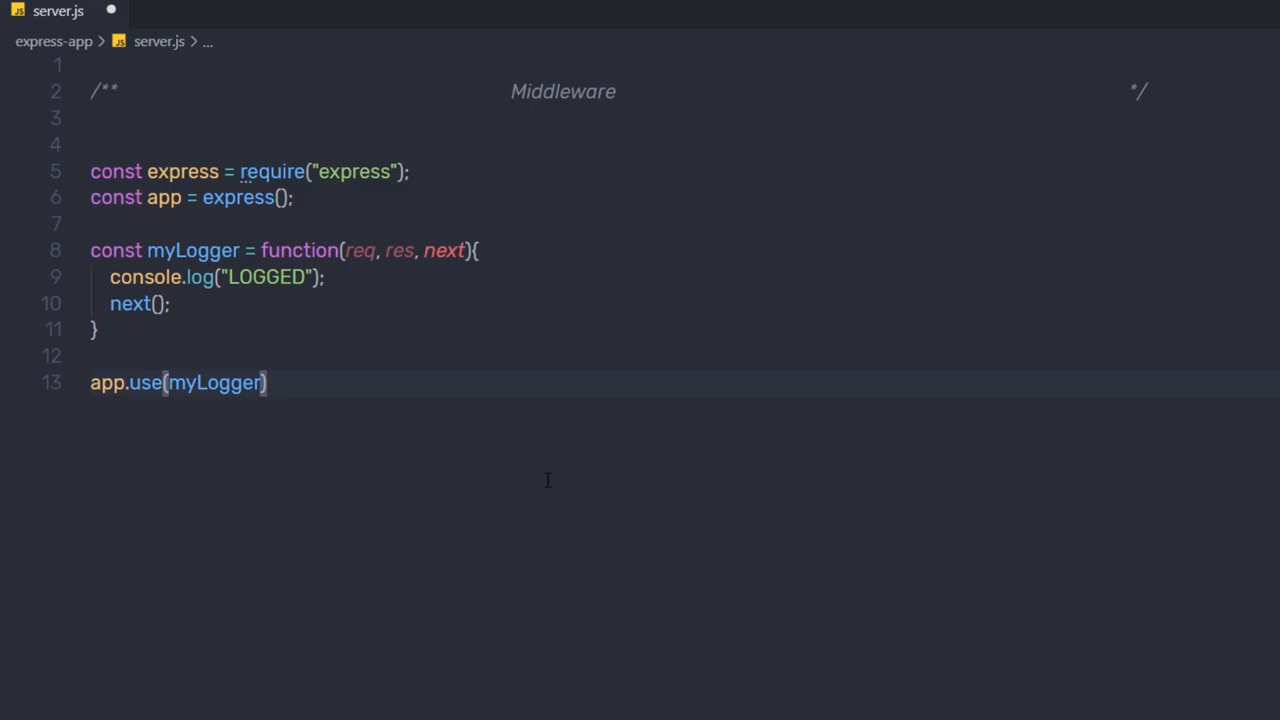 JS server.js
express-app > JS server.js > ...
1
2 /** Middleware */
3
4
5 const express = require("express");
6 const app = express();
7
8 const myLogger = function(req, res, next){
9 console.log("LOGGED");
10 next();
11 }
12
13 app.use(myLogger)